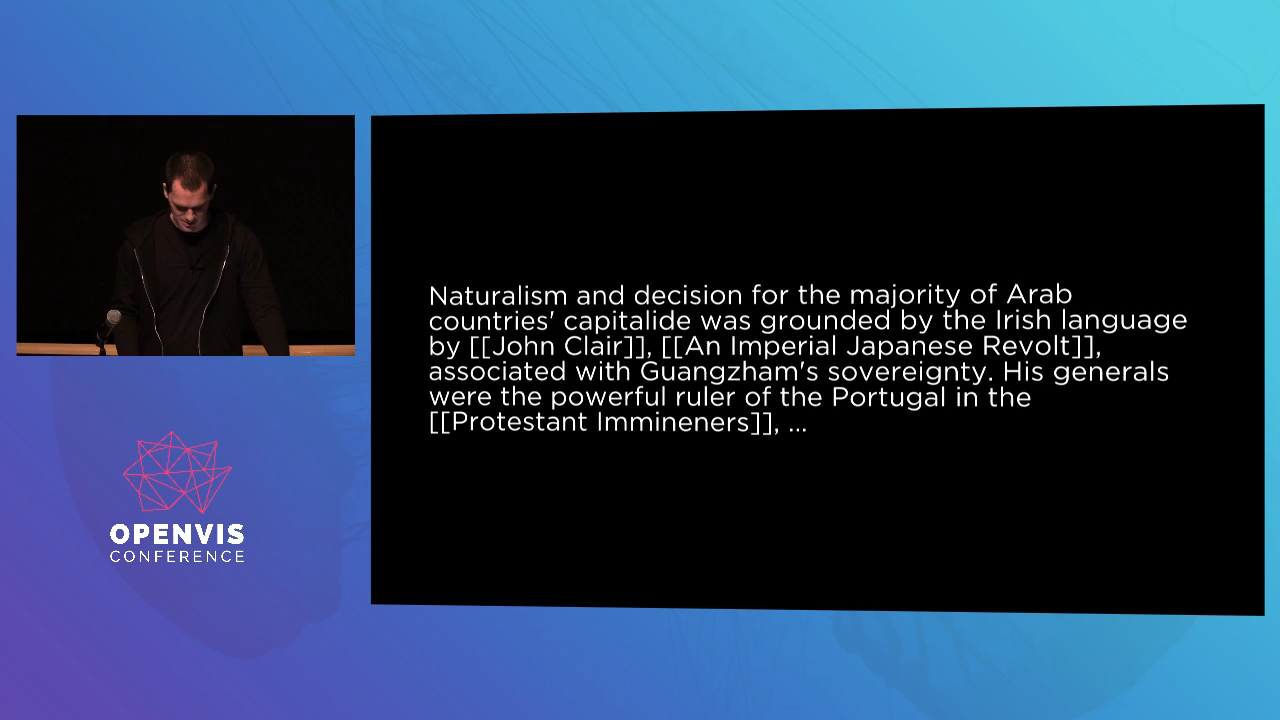 Naturalism and decision for the majority of Arab
countries' capitalide was grounded by the Irish language
by [[John Clair]], [[An Imperial Japanese Revolt]],
associated with Guangzham's sovereignty. His generals
were the powerful ruler of the Portugal in the
[[Protestant Immineners]], ...
OPENVIS
CONFERENCE